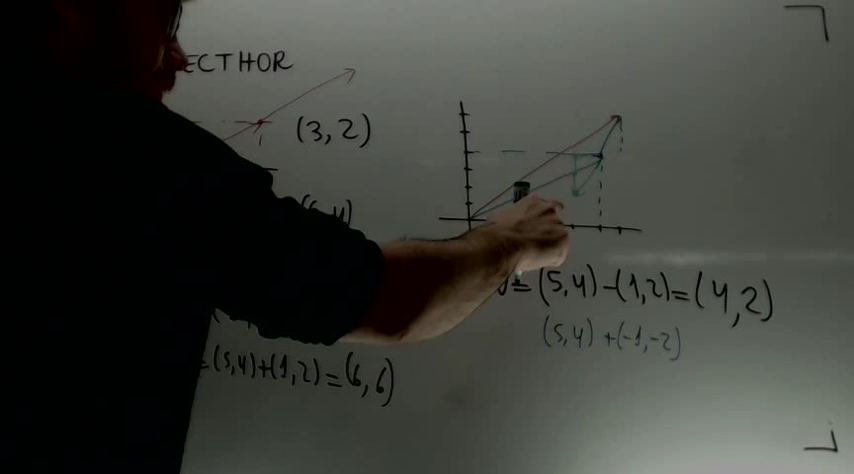 ECTHOR
(3,2)
= (5,4) - (1,2) = (4,2)
(5,4) + (-1,-2)
= (5,4) + (1,2) = (6,6)